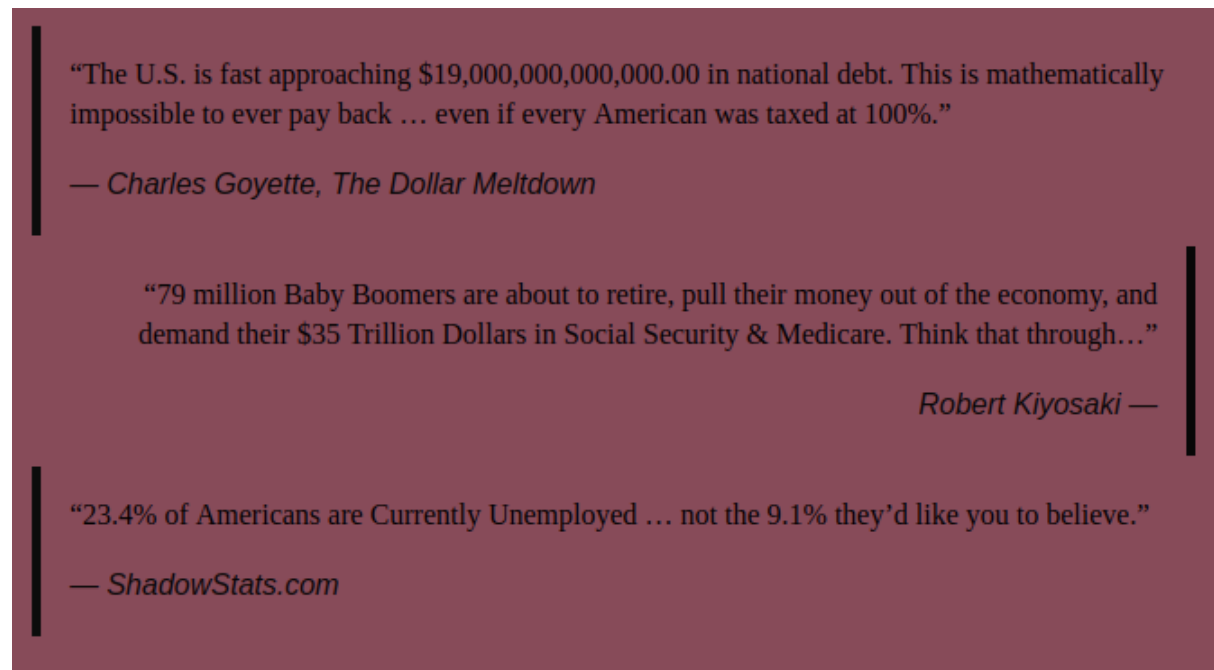 “The U.S. is fast approaching $19,000,000,000,000.00 in national debt. This is mathematically
impossible to ever pay back … even if every American was taxed at 100%.”
— Charles Goyette, The Dollar Meltdown
“79 million Baby Boomers are about to retire, pull their money out of the economy, and
demand their $35 Trillion Dollars in Social Security & Medicare. Think that through…”
Robert Kiyosaki —
“23.4% of Americans are Currently Unemployed … not the 9.1% they’d like you to believe.”
— ShadowStats.com